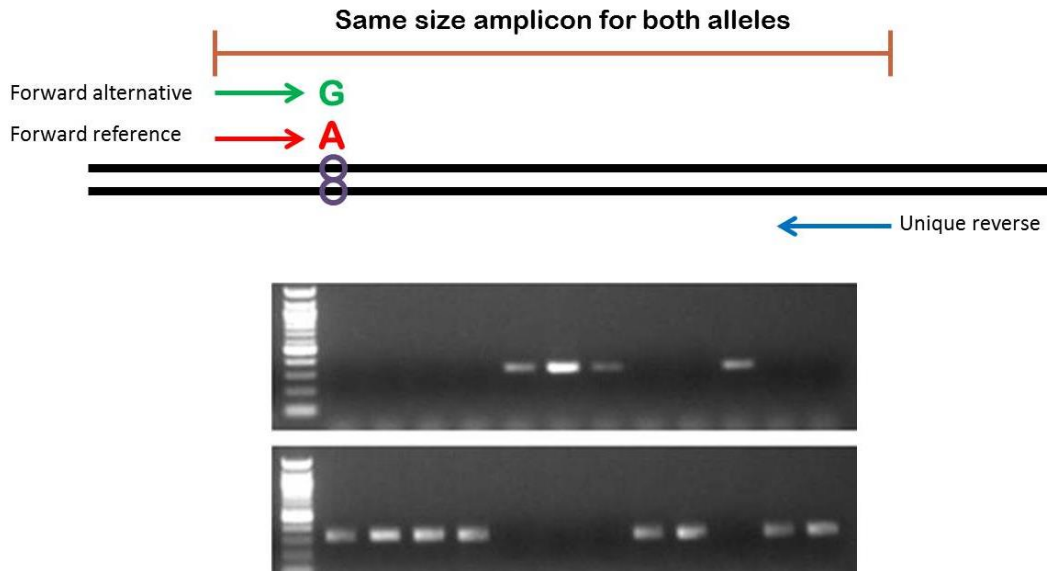 Same size amplicon for both alleles
Forward alternative
G
Forward reference
A
Unique reverse